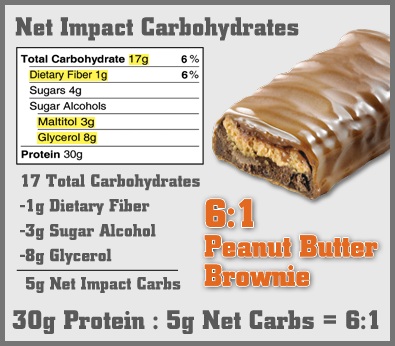 Net Impact Carbohydrates
Total Carbohydrate 17g 6%
Dietary Fiber 1g 6%
Sugars 4g
Sugar Alcohols
Maltitol 3g
Glycerol 8g
Protein 30g
17 Total Carbohydrates
-1g Dietary Fiber
-3g Sugar Alcohol
-8g Glycerol
5g Net Impact Carbs
6:1
Peanut Butter
Brownie
30g Protein : 5g Net Carbs = 6:1